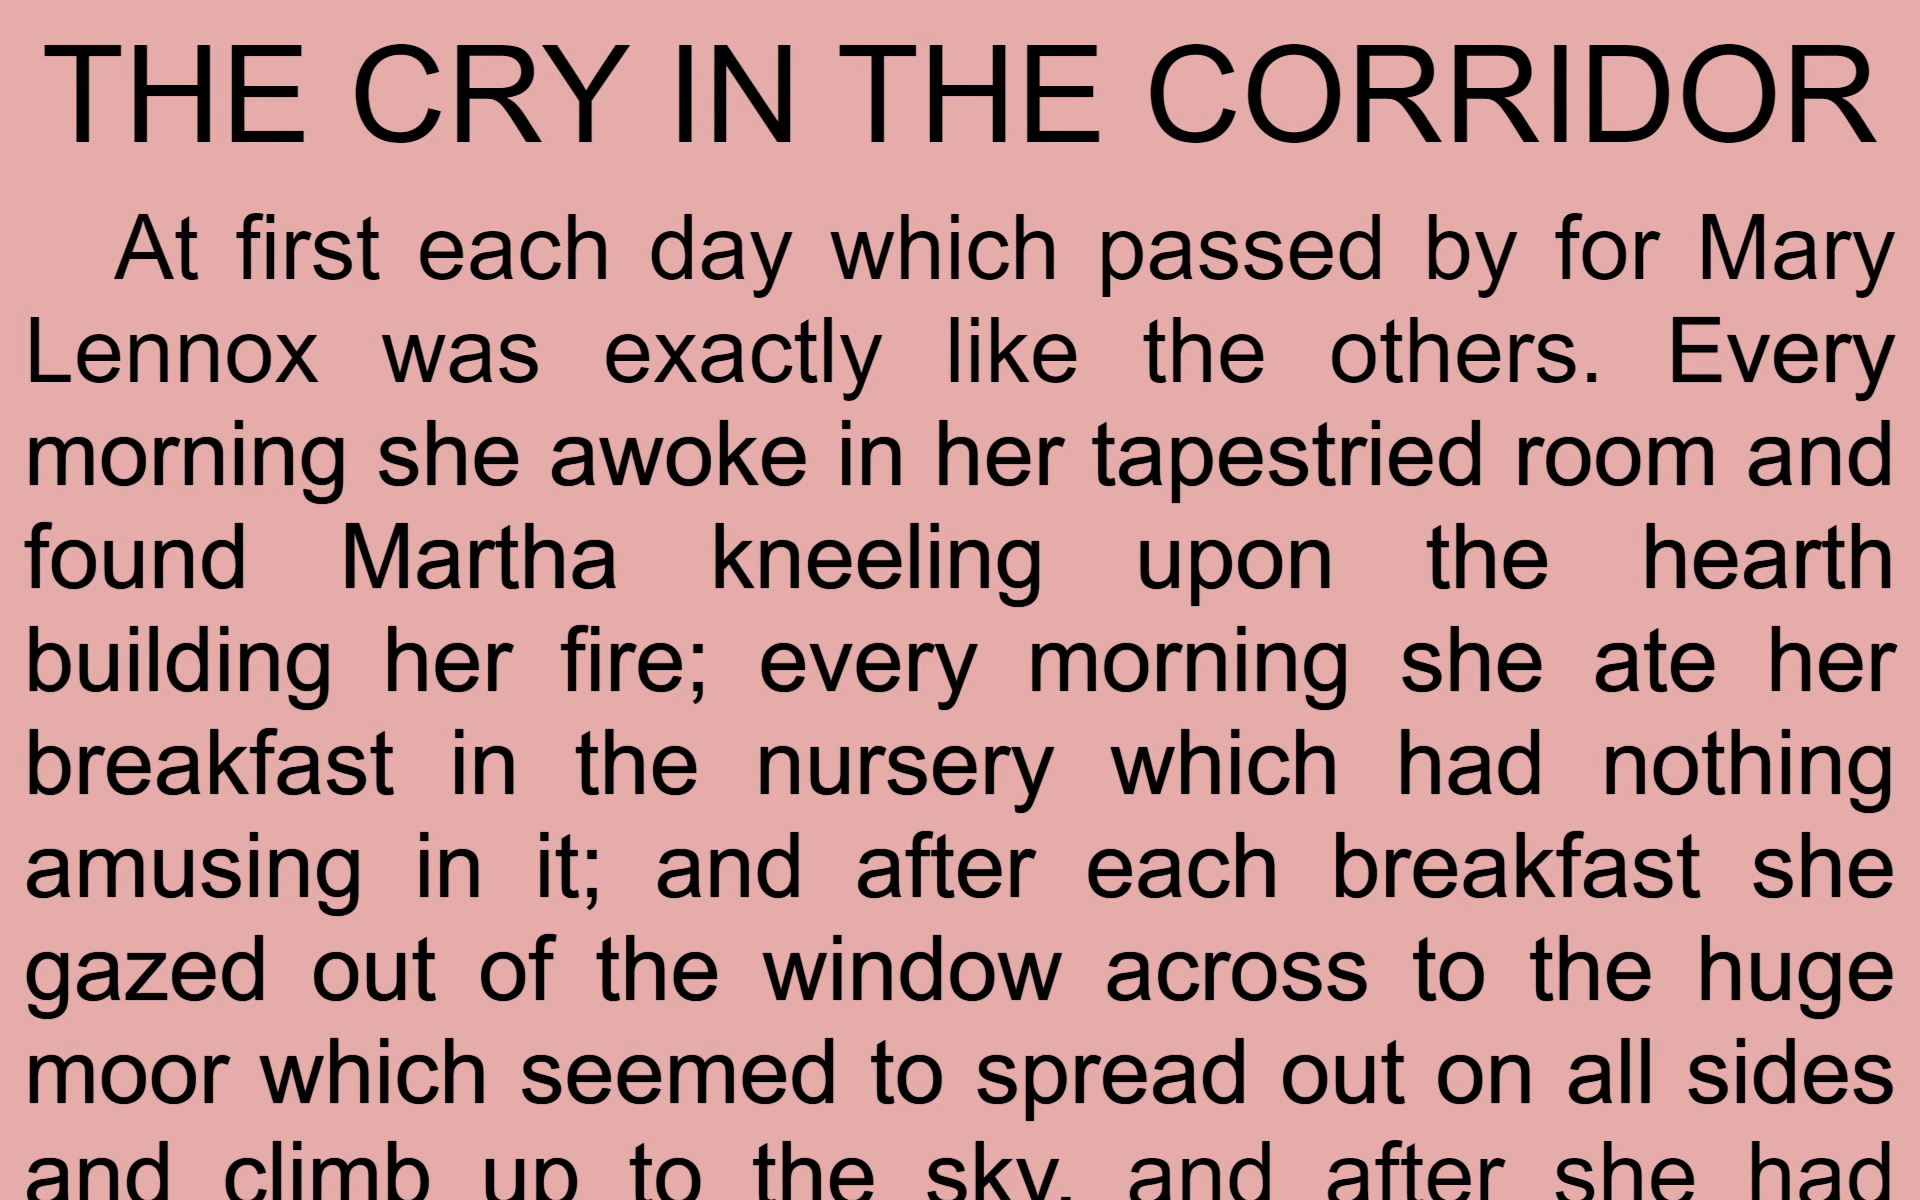 THE CRY IN THE CORRIDOR
At first each day which passed by for Mary
Lennox was exactly like the others. Every
morning she awoke in her tapestried room and
found Martha kneeling upon the hearth
building her fire; every morning she ate her
breakfast in the nursery which had nothing
amusing in it; and after each breakfast she
gazed out of the window across to the huge
moor which seemed to spread out on all sides
and climb up to the sky, and after she had